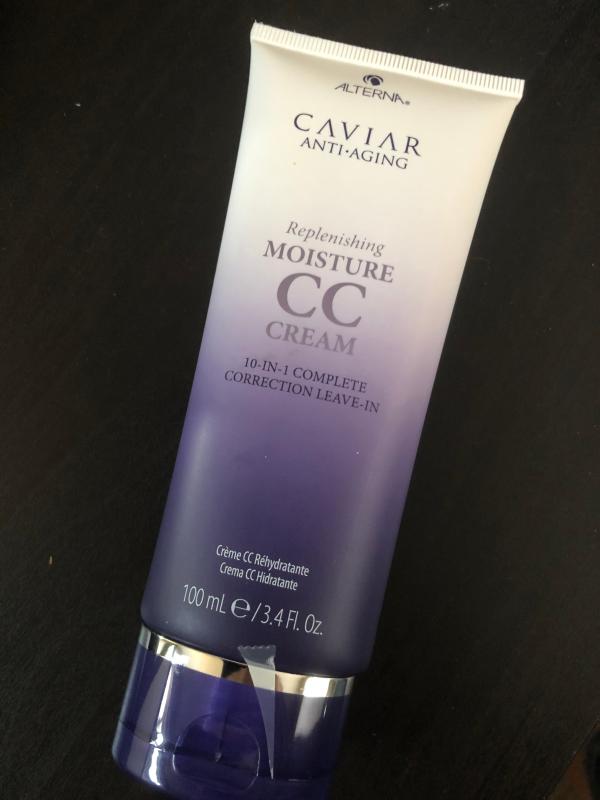 ALTERNA®
CAVIAR
ANTI•AGING
Replenishing
MOISTURE
CC
CREAM
10-IN-1 COMPLETE
CORRECTION LEAVE-IN
Crème CC Réhydratante
Crema CC Hidratante
100 mL ℮/3.4 Fl. Oz.